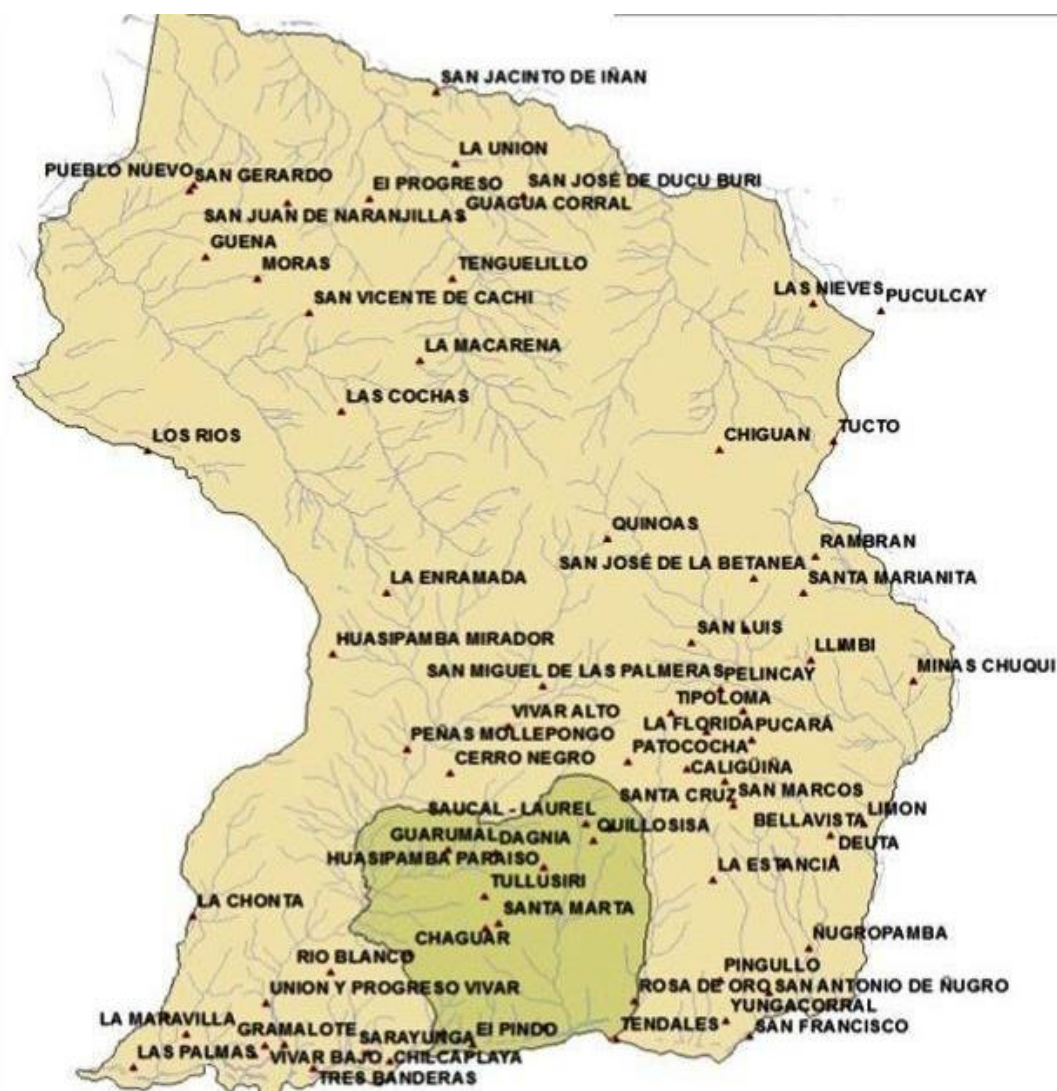 SAN JACINTO DE IÑAN
LA UNION
PUEBLO NUEVO
SAN GERARDO
El PROGRESO
SAN JOSÉ DE DUCU BURI
SAN JUAN DE NARANJILLAS
GUAGUA CORRAL
GUENA
MORAS
TENGUELILLO
SAN VICENTE DE CACHI
LAS NIEVES
PUCULCAY
LA MACARENA
LAS COCHAS
LOS RIOS
CHIGUAN
TUCTO
QUINOAS
RAMBRAN
SAN JOSÉ DE LA BETANEA
LA ENRAMADA
SANTA MARIANITA
HUASIPAMBA MIRADOR
SAN LUIS
LLIMBI
MINAS CHUQUI
SAN MIGUEL DE LAS PALMERAS
PELINCAY
TIPOLOMA
VIVAR ALTO
LA FLORIDA
PUCARÁ
PEÑAS MOLLEPONGO
PATOCOCHA
CERRO NEGRO
CALIGÜIÑA
SANTA CRUZ
SAN MARCOS
SAUCAL - LAUREL
LIMON
BELLAVISTA
QUILLOSISA
GUARUMAL
DAGNIA
DEUTA
HUASIPAMBA PARAISO
LA ESTANCIA
TULLUSIRI
LA CHONTA
SANTA MARTA
CHAGUAR
ÑUGROPAMBA
RIO BLANCO
PINGULLO
UNION Y PROGRESO VIVAR
ROSA DE ORO
SAN ANTONIO DE ÑUGRO
YUNGACORRAL
LA MARAVILLA
GRAMALOTE
SARAYUNGA
El PINDO
TENDALES
SAN FRANCISCO
LAS PALMAS
VIVAR BAJO
CHILCAPLAYA
TRES BANDERAS